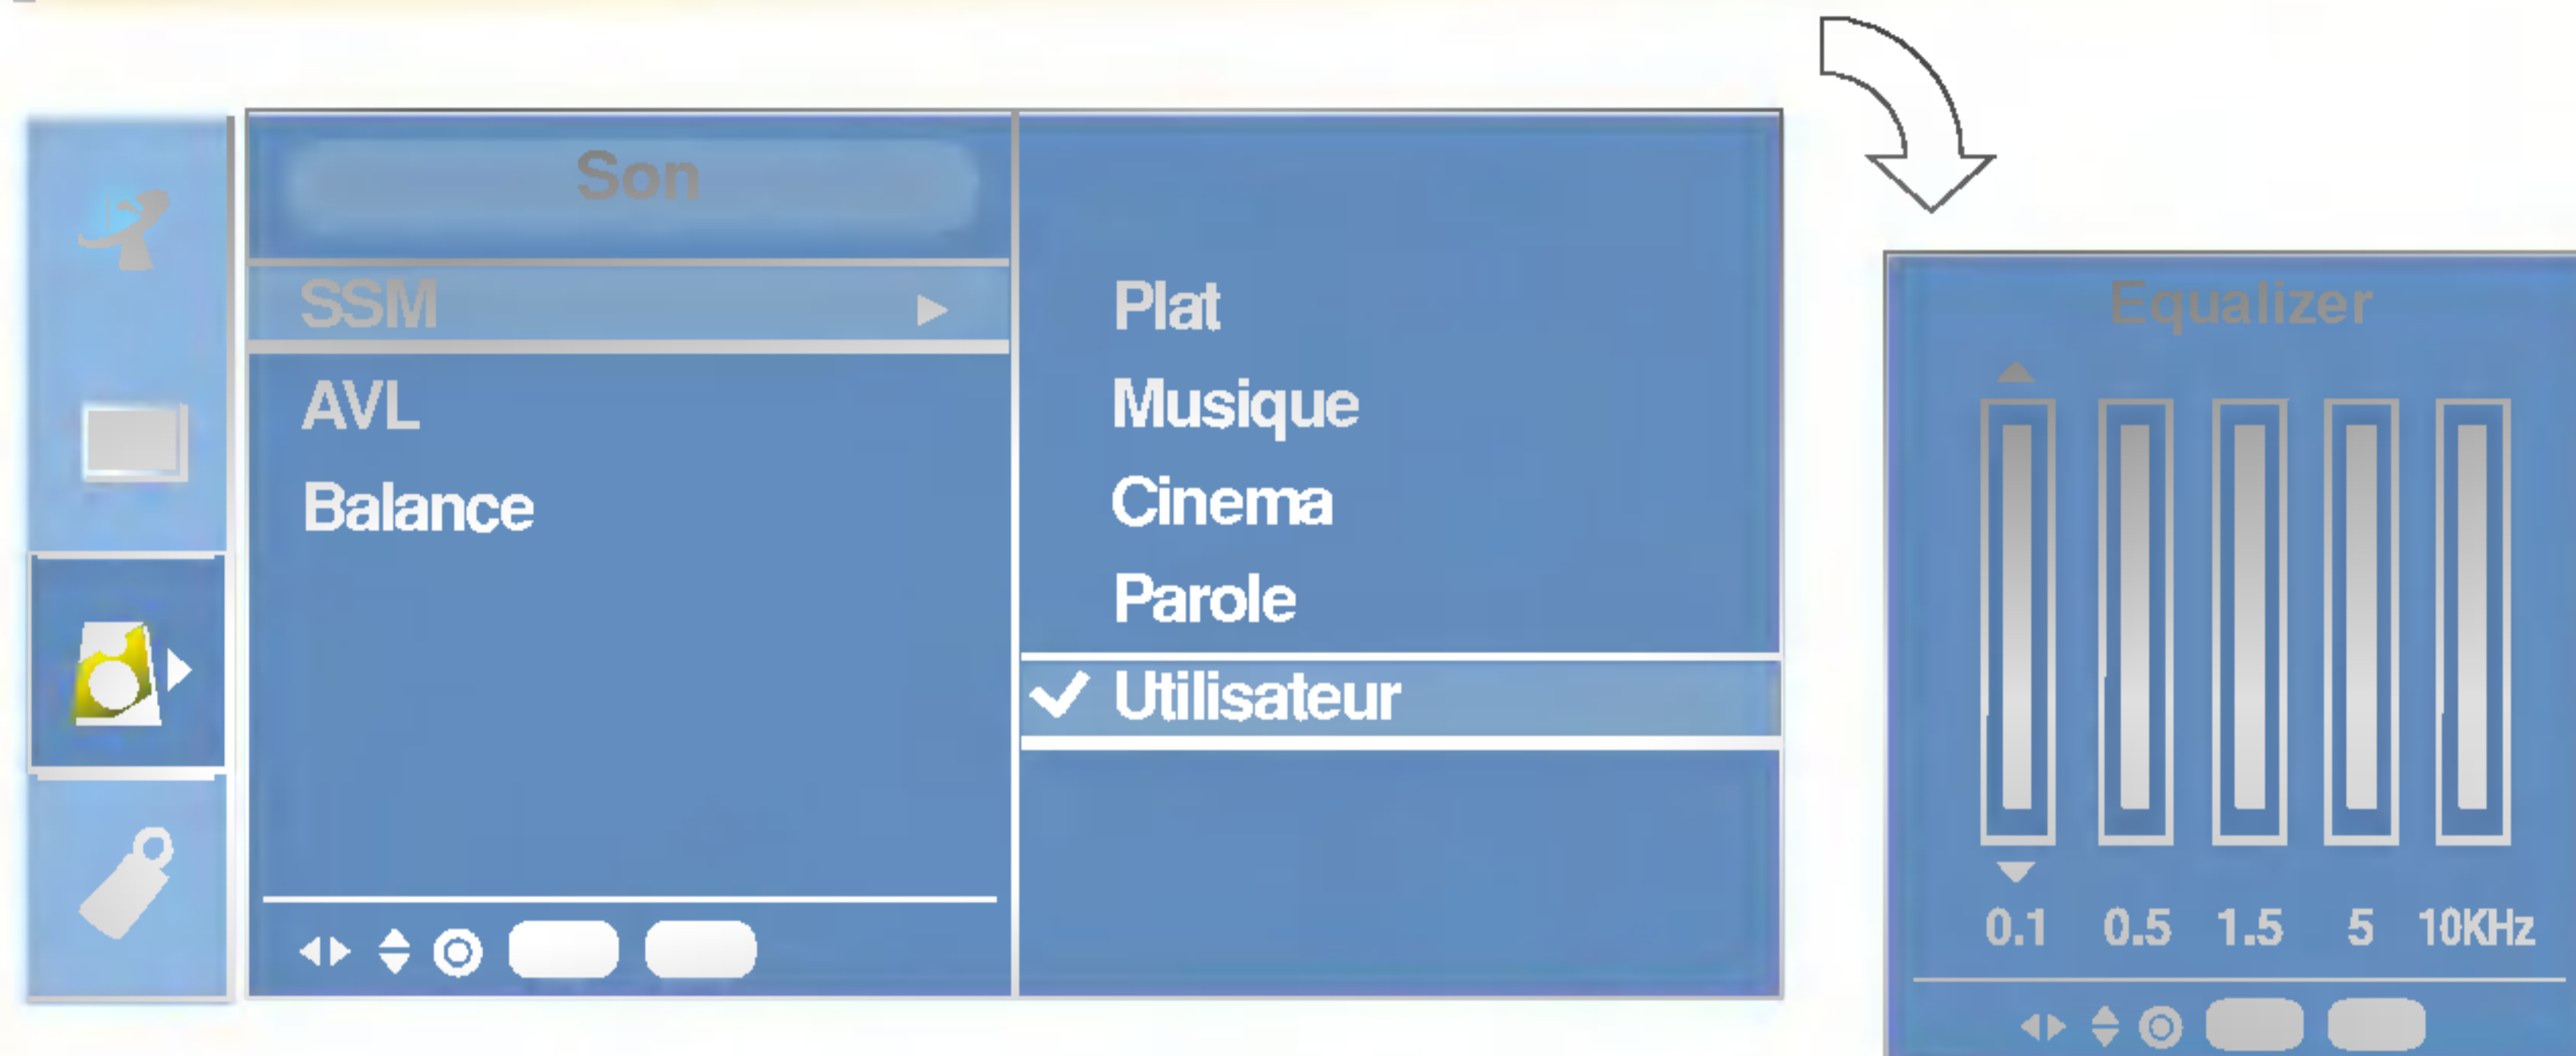 Son
SSM
AVL
Balance
Plat
Musique
Cinema
Parole
Utilisateur
Equalizer
0.1 0.5 1.5 5 10KHz